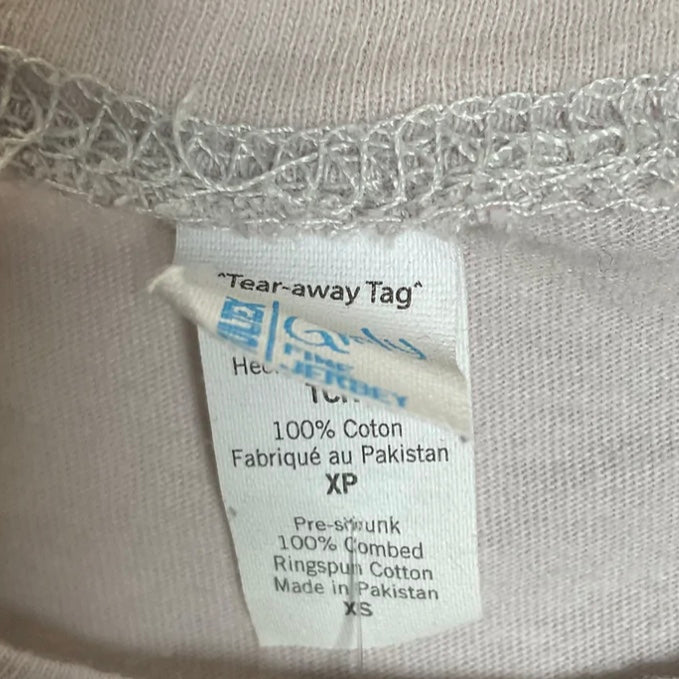 ^Tear-away Tag^
FINE
JERSEY
100% Coton
Fabriqué au Pakistan
XP
Pre-shrunk
100% Combed
Ringspun Cotton
Made in Pakistan
XS